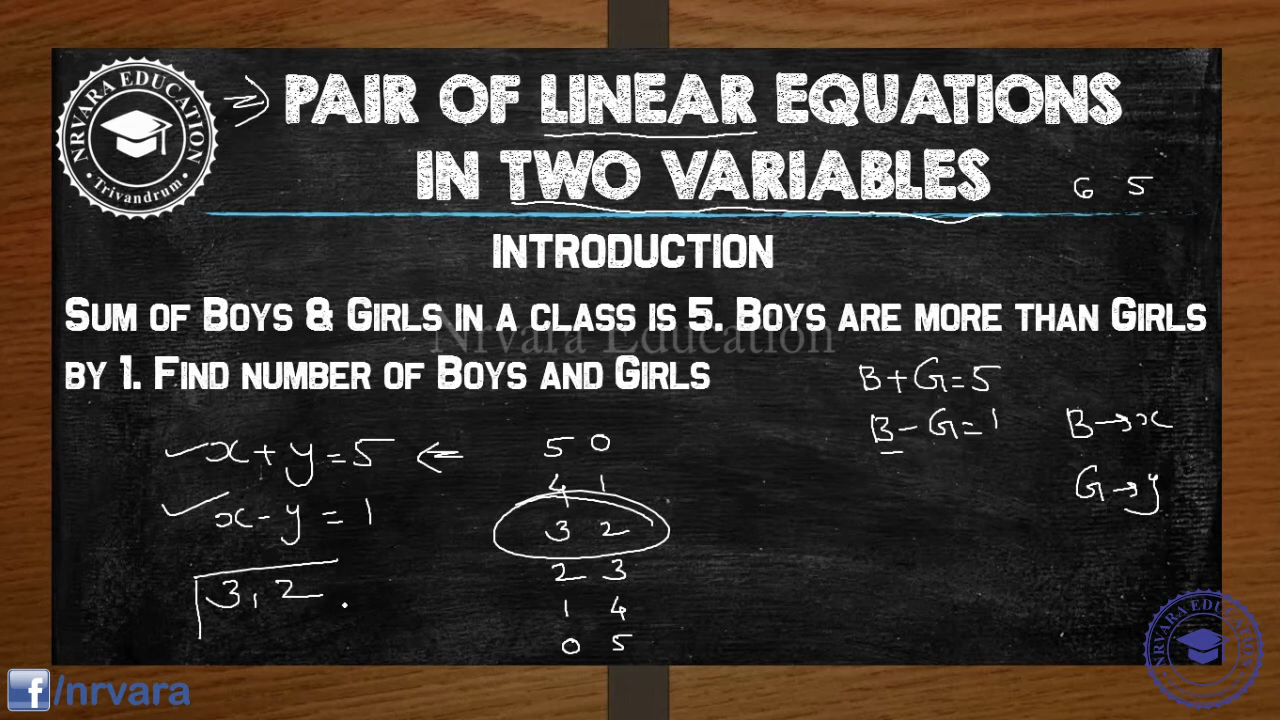 NRVARA EDUCATION
Trivandrum
PAIR OF LINEAR EQUATIONS
IN TWO VARIABLES
6 5
INTRODUCTION
SUM OF BOYS & GIRLS IN A CLASS IS 5. BOYS ARE MORE THAN GIRLS
BY 1. FIND NUMBER OF BOYS AND GIRLS
Nrvara Education
B+G=5
B-G=1
B→x
G→y
x+y=5
x-y=1
3,2
5 0
4 1
3 2
2 3
1 4
0 5
f/nrvara
NRVARA EDUCATION